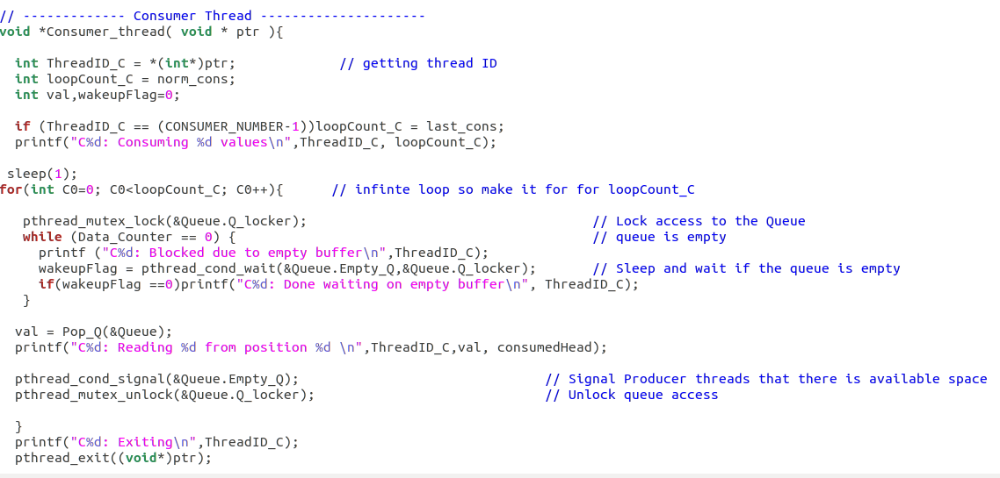 // ------------- Consumer Thread ---------------------
void *Consumer_thread( void * ptr ){
int ThreadID_C = *(int*)ptr; // getting thread ID
int loopCount_C = norm_cons;
int val,wakeupFlag=0;
if (ThreadID_C == (CONSUMER_NUMBER-1))loopCount_C = last_cons;
printf("C%d: Consuming %d values\n",ThreadID_C, loopCount_C);
sleep(1);
for(int C0=0; C0<loopCount_C; C0++){ // infinte loop so make it for for loopCount_C
pthread_mutex_lock(&Queue.Q_locker); // Lock access to the Queue
while (Data_Counter == 0) { // queue is empty
printf ("C%d: Blocked due to empty buffer\n",ThreadID_C);
wakeupFlag = pthread_cond_wait(&Queue.Empty_Q,&Queue.Q_locker); // Sleep and wait if the queue is empty
if(wakeupFlag ==0)printf("C%d: Done waiting on empty buffer\n", ThreadID_C);
}
val = Pop_Q(&Queue);
printf("C%d: Reading %d from position %d \n",ThreadID_C,val, consumedHead);
pthread_cond_signal(&Queue.Empty_Q); // Signal Producer threads that there is available space
pthread_mutex_unlock(&Queue.Q_locker); // Unlock queue access
}
printf("C%d: Exiting\n",ThreadID_C);
pthread_exit((void*)ptr);